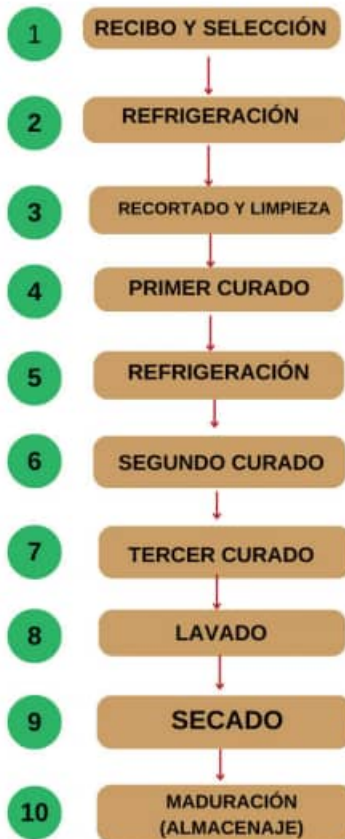 1 RECIBO Y SELECCIÓN
2 REFRIGERACIÓN
3 RECORTADO Y LIMPIEZA
4 PRIMER CURADO
5 REFRIGERACIÓN
6 SEGUNDO CURADO
7 TERCER CURADO
8 LAVADO
9 SECADO
10 MADURACIÓN
(ALMACENAJE)